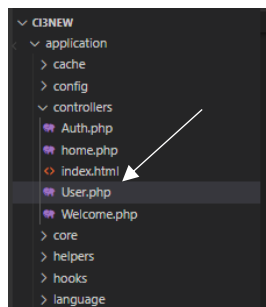 CI3NEW
application
cache
config
controllers
Auth.php
home.php
index.html
User.php
Welcome.php
core
helpers
hooks
language